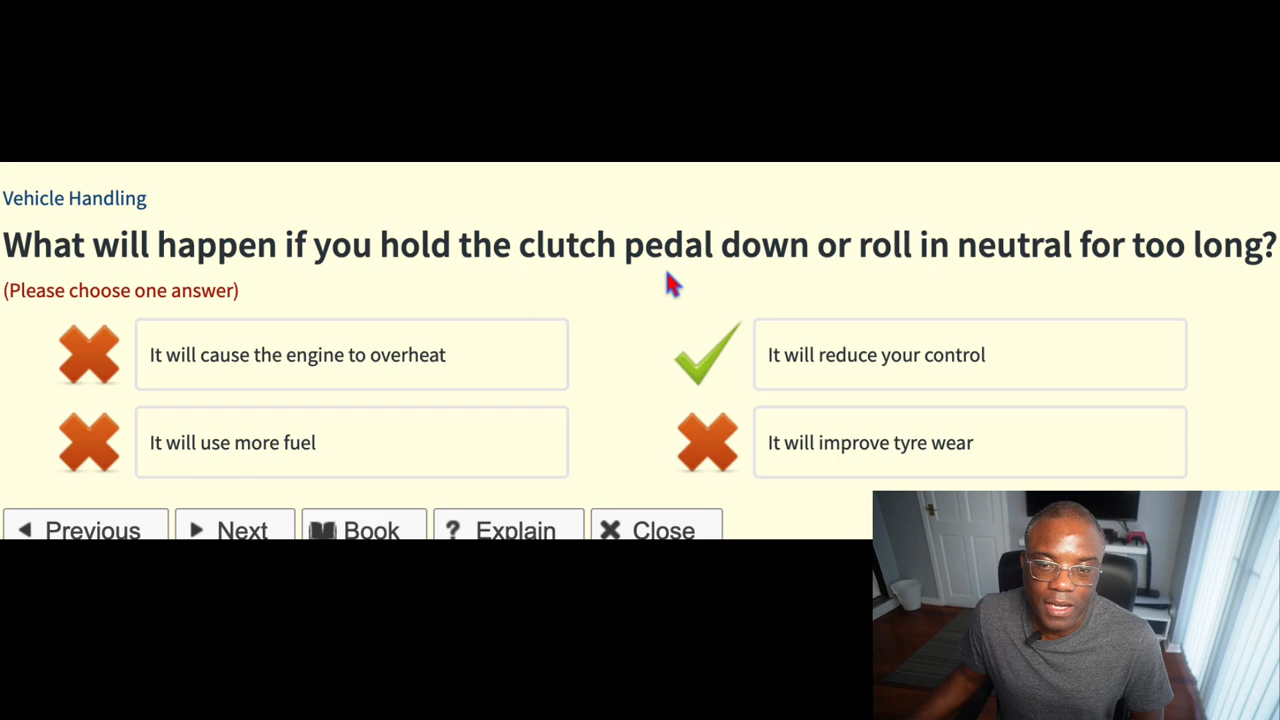 Vehicle Handling
What will happen if you hold the clutch pedal down or roll in neutral for too long?
(Please choose one answer)
It will cause the engine to overheat
It will reduce your control
It will use more fuel
It will improve tyre wear
Previous
Next
Book
? Explain
Close